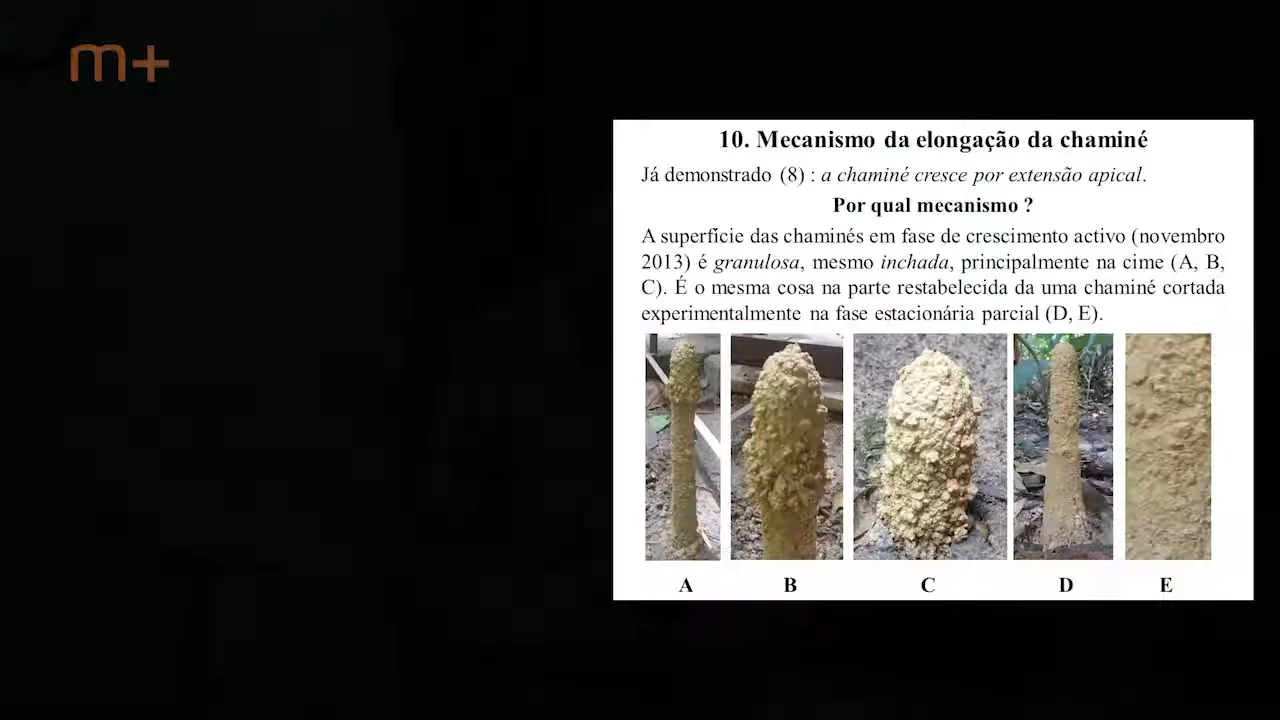 m+
10. Mecanismo da elongação da chaminé
Já demonstrado (8) : a chaminé cresce por extensão apical.
Por qual mecanismo ?
A superfície das chaminés em fase de crescimento activo (novembro
2013) é granulosa, mesmo inchada, principalmente na cime (A, B,
C). É o mesma cosa na parte restabelecida da uma chaminé cortada
experimentalmente na fase estacionária parcial (D, E).
A B C D E